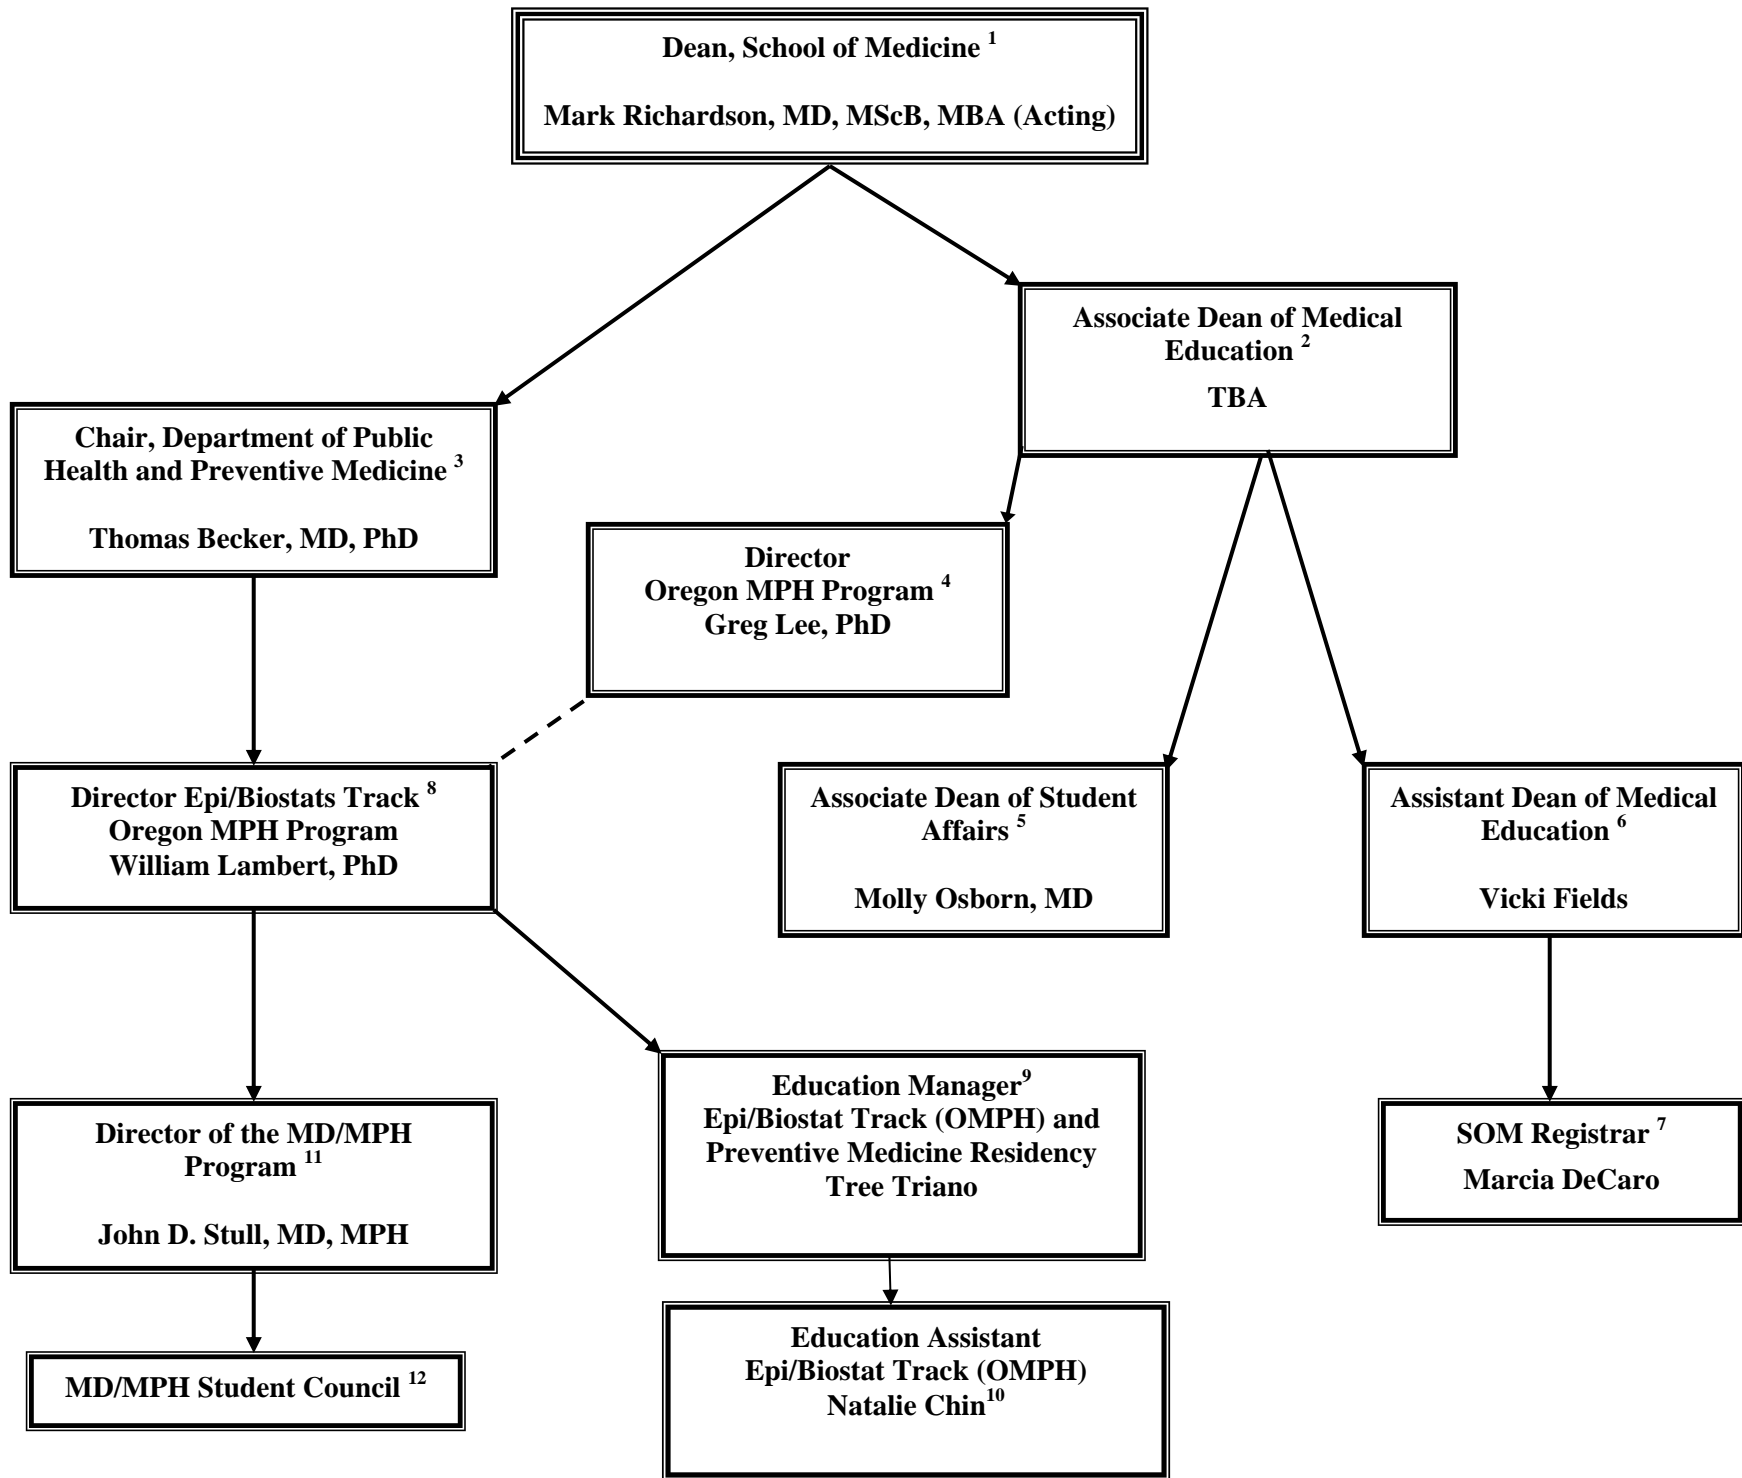 Dean, School of Medicine 1
Mark Richardson, MD, MScB, MBA (Acting)
Associate Dean of Medical
Education 2
TBA
Chair, Department of Public
Health and Preventive Medicine 3
Thomas Becker, MD, PhD
Director
Oregon MPH Program 4
Greg Lee, PhD
Director Epi/Biostats Track 8
Oregon MPH Program
William Lambert, PhD
Associate Dean of Student
Affairs 5
Molly Osborn, MD
Assistant Dean of Medical
Education 6
Vicki Fields
Education Manager9
Epi/Biostat Track (OMPH) and
Preventive Medicine Residency
Tree Triano
Director of the MD/MPH
Program 11
John D. Stull, MD, MPH
SOM Registrar 7
Marcia DeCaro
Education Assistant
Epi/Biostat Track (OMPH)
Natalie Chin10
MD/MPH Student Council 12